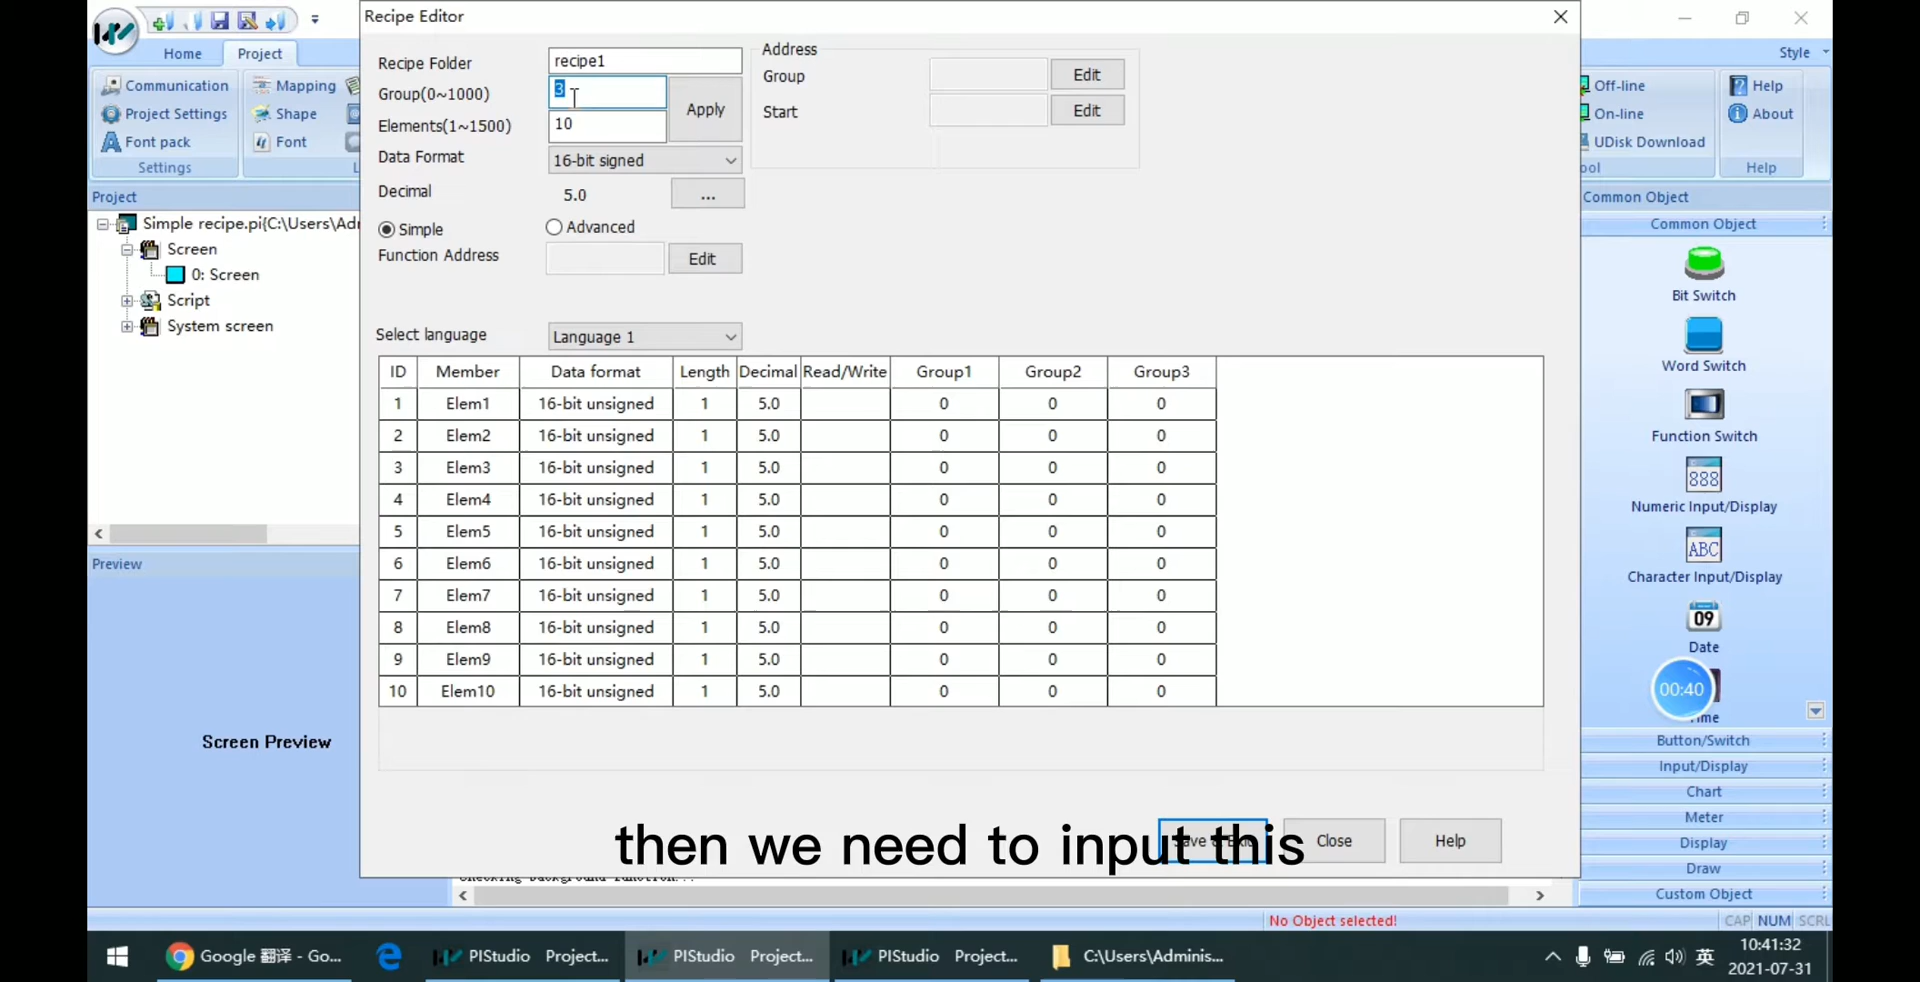 Recipe Editor
Home
Project
Style
Communication
Project Settings
Font pack
Settings
Mapping
Shape
Font
Recipe Folder
recipe1
Group(0~1000)
3
Elements(1~1500)
10
Apply
Data Format
16-bit signed
Decimal
5.0
...
Simple
Advanced
Function Address
Edit
Address
Group
Edit
Start
Edit
Off-line
On-line
UDisk Download
Help
About
Help
Project
Simple recipe.pi{C:\Users\Ad
Screen
0: Screen
Script
System screen
Preview
Screen Preview
Select language
Language 1
ID Member Data format Length Decimal Read/Write Group1 Group2 Group3
1 Elem1 16-bit unsigned 1 5.0 0 0 0
2 Elem2 16-bit unsigned 1 5.0 0 0 0
3 Elem3 16-bit unsigned 1 5.0 0 0 0
4 Elem4 16-bit unsigned 1 5.0 0 0 0
5 Elem5 16-bit unsigned 1 5.0 0 0 0
6 Elem6 16-bit unsigned 1 5.0 0 0 0
7 Elem7 16-bit unsigned 1 5.0 0 0 0
8 Elem8 16-bit unsigned 1 5.0 0 0 0
9 Elem9 16-bit unsigned 1 5.0 0 0 0
10 Elem10 16-bit unsigned 1 5.0 0 0 0
then we need to input this
Close
Help
Common Object
Common Object
Bit Switch
Word Switch
Function Switch
888
Numeric Input/Display
ABC
Character Input/Display
09
Date
00:40
Button/Switch
Input/Display
Chart
Meter
Display
Draw
Custom Object
No Object selected!
CAP NUM SCRL
Google 翻译 - Go...
PIStudio Project...
PIStudio Project...
PIStudio Project...
C:\Users\Adminis...
英
10:41:32
2021-07-31